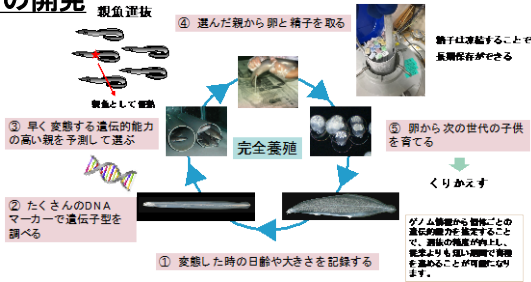 の開発
親魚選抜
④ 選んだ親から卵と精子を取る
精子は凍結することで
長期保存ができる
親魚として
③ 早く変態する遺伝的能力
の高い親を予測して選ぶ
完全養殖
⑤ 卵から次の世代の子供
を育てる
くりかえす
② たくさんのDNA
マーカーで遺伝子型を
調べる
ゲノム情報から個体ごとの
遺伝的能力を推定すること
で、選抜の精度が向上し、
従来よりも短い期間で育種
を進めることが可能になり
ます。
① 変態した時の日齢や大きさを記録する